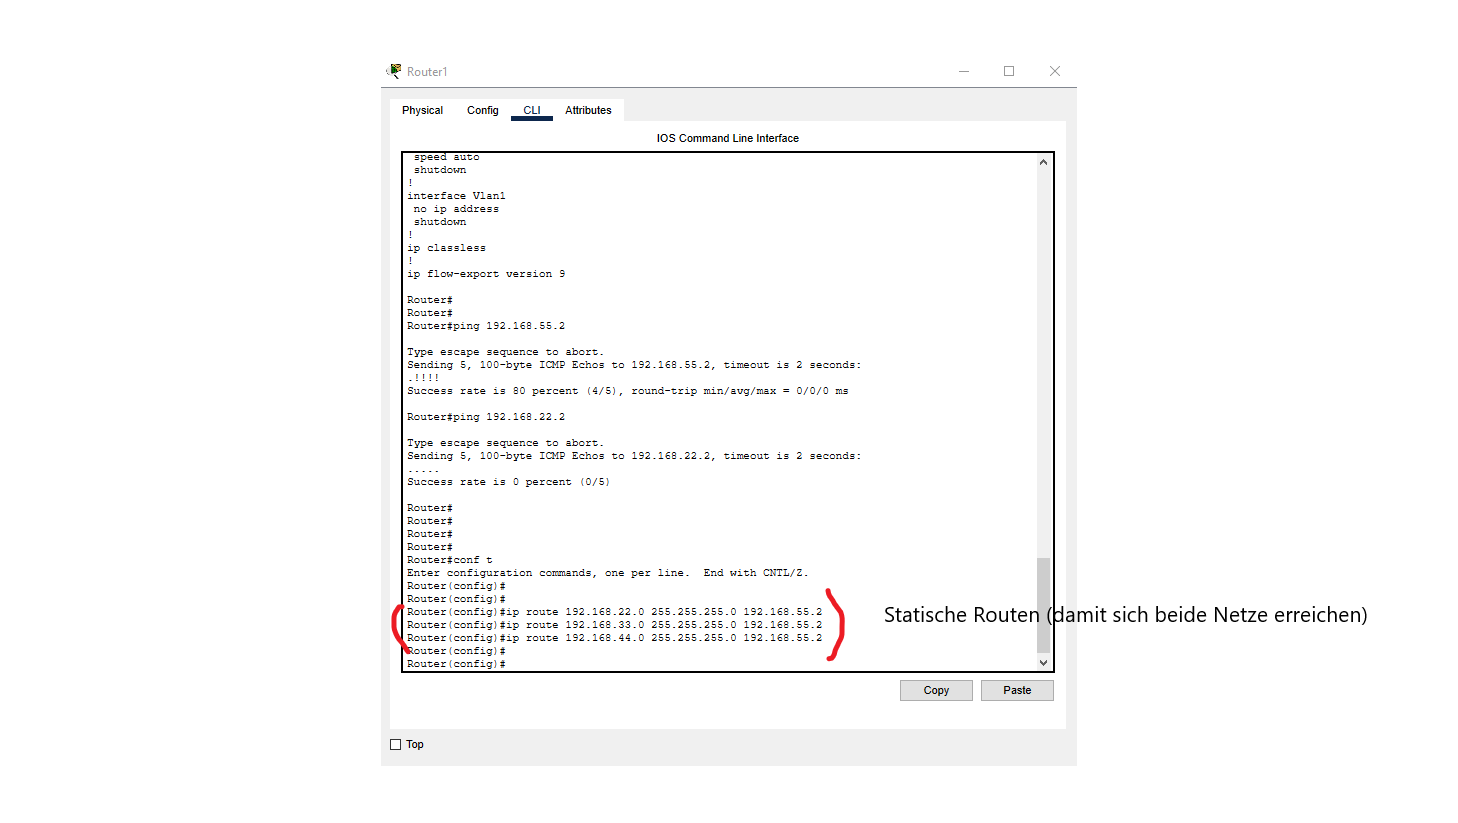 Router1
Physical Config CLI Attributes
IOS Command Line Interface
speed auto
shutdown
!
interface Vlan1
no ip address
shutdown
!
ip classless
!
ip flow-export version 9
Router#
Router#
Router#ping 192.168.55.2
Type escape sequence to abort.
Sending 5, 100-byte ICMP Echos to 192.168.55.2, timeout is 2 seconds:
.!!!!
Success rate is 80 percent (4/5), round-trip min/avg/max = 0/0/0 ms
Router#ping 192.168.22.2
Type escape sequence to abort.
Sending 5, 100-byte ICMP Echos to 192.168.22.2, timeout is 2 seconds:
.....
Success rate is 0 percent (0/5)
Router#
Router#
Router#
Router#
Router#conf t
Enter configuration commands, one per line.  End with CNTL/Z.
Router(config)#
Router(config)#
Router(config)#ip route 192.168.22.0 255.255.255.0 192.168.55.2
Router(config)#ip route 192.168.33.0 255.255.255.0 192.168.55.2
Router(config)#ip route 192.168.44.0 255.255.255.0 192.168.55.2
Router(config)#
Router(config)#
Statische Routen (damit sich beide Netze erreichen)
Copy Paste
Top